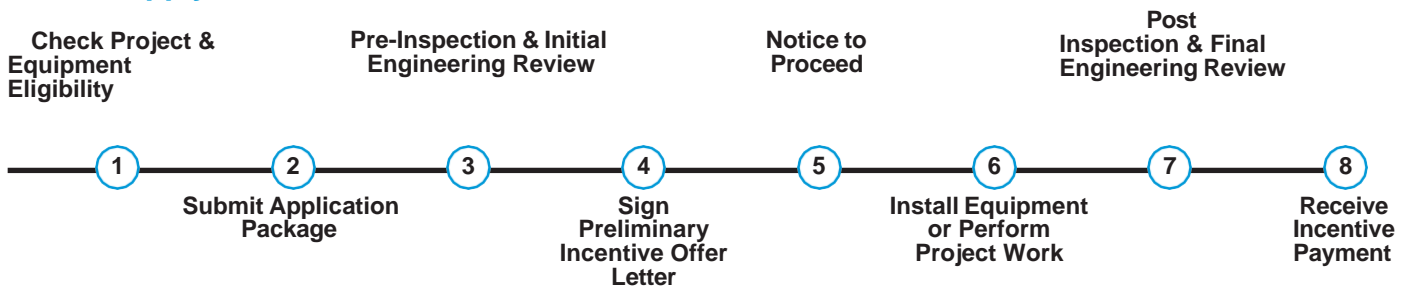 Check Project &
Equipment
Eligibility
Pre-Inspection & Initial
Engineering Review
Notice to
Proceed
Post
Inspection & Final
Engineering Review
1
2
3
4
5
6
7
8
Submit Application
Package
Sign
Preliminary
Incentive Offer
Letter
Install Equipment
or Perform
Project Work
Receive
Incentive
Payment